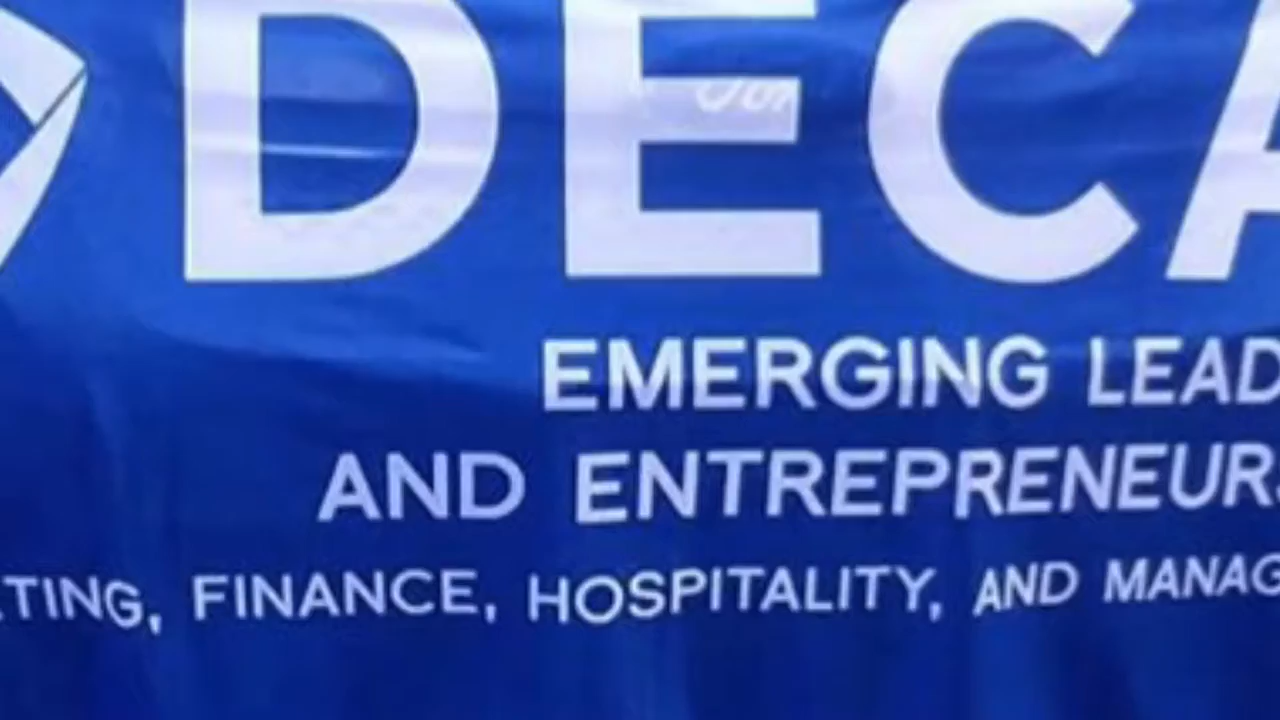 DECA
EMERGING LEAD
AND ENTREPRENEUR
TING, FINANCE, HOSPITALITY, AND MANAG